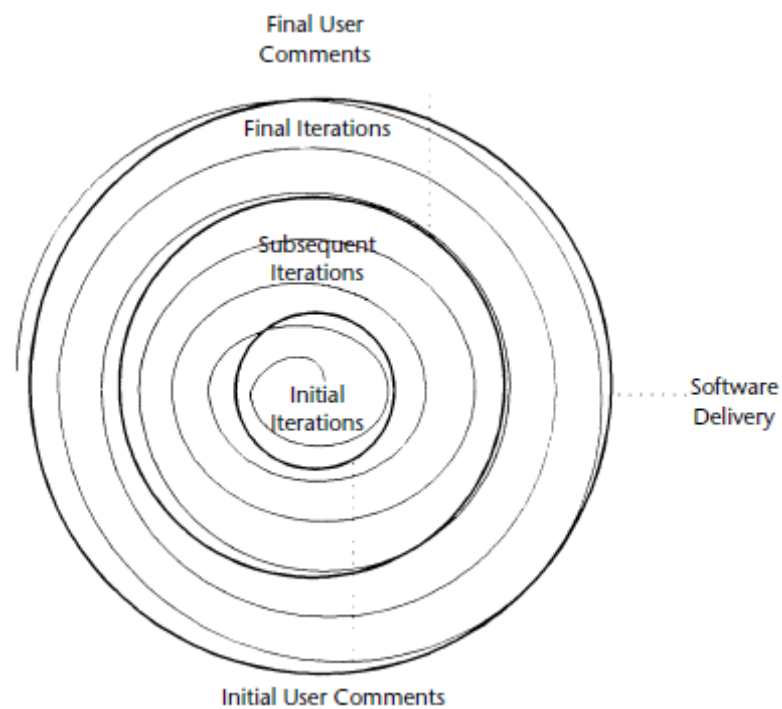 Final User
Comments
Final Iterations
Subsequent
Iterations
Initial
Iterations
Software
Delivery
Initial User Comments